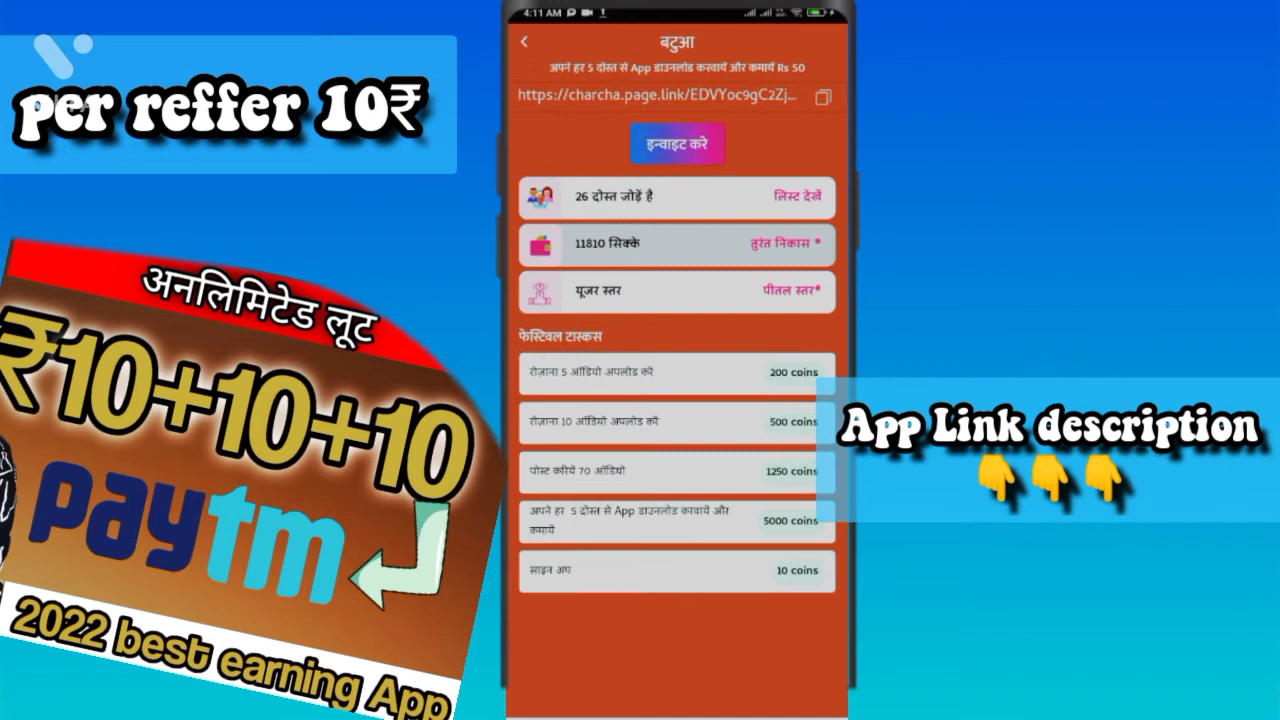 per reffer 10₹
अनलिमिटेड लूट
₹10+10+10
paytm
2022 best earning App
4:11 AM
बटुआ
अपने हर 5 दोस्त से App डाउनलोड करवायें और कमायें Rs 50
https://charcha.page.link/EDVYoc9gC2Zj...
इन्वाइट करे
26 दोस्त जोड़ें है लिस्ट देखें
11810 सिक्के तुरंत निकास *
यूजर स्तर पीतल स्तर*
फेस्टिवल टास्कस
रोज़ाना 5 ऑडियो अपलोड करें 200 coins
रोज़ाना 10 ऑडियो अपलोड करें 500 coins
पोस्ट करियें 70 ऑडियो 1250 coins
अपने हर 5 दोस्त से App डाउनलोड करवायें और
कमायें 5000 coins
साइन अप 10 coins
App Link description